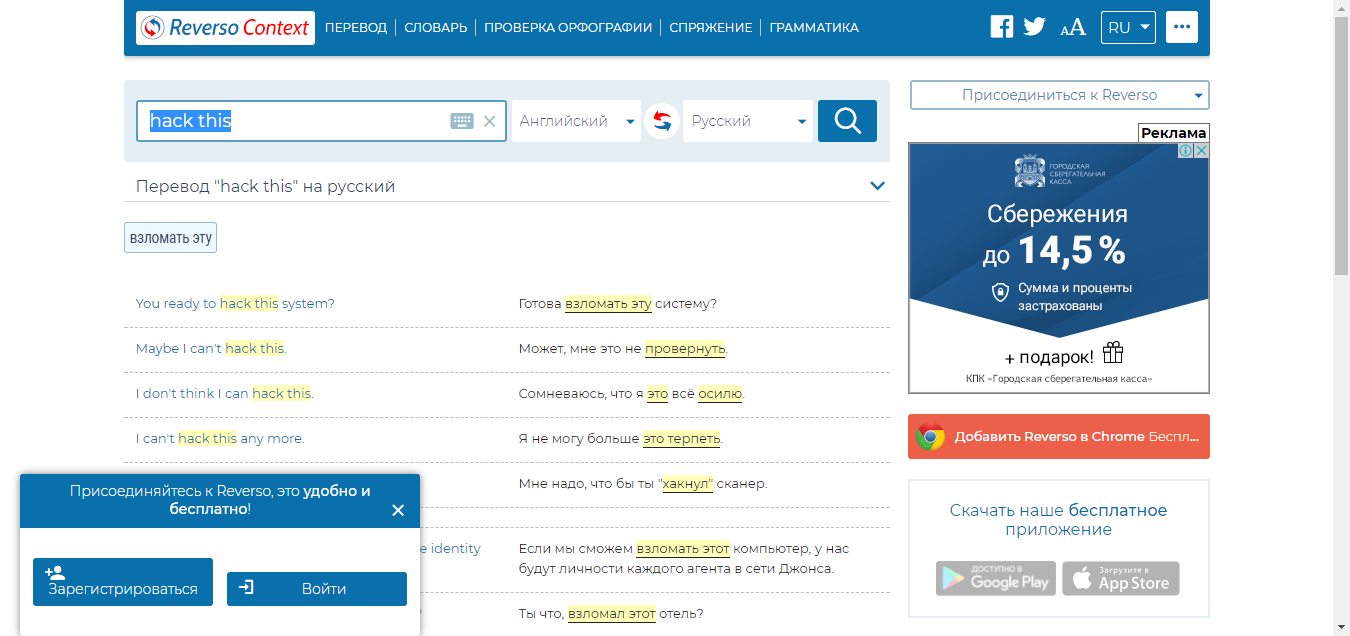 Reverso Context
ПЕРЕВОД
СЛОВАРЬ
ПРОВЕРКА ОРФОГРАФИИ
СПРЯЖЕНИЕ
ГРАММАТИКА
AA
RU
hack this
Английский
Русский
Присоединиться к Reverso
Перевод "hack this" на русский
взломать эту
You ready to hack this system?
Готова взломать эту систему?
Maybe I can't hack this.
Может, мне это не провернуть.
I don't think I can hack this.
Сомневаюсь, что я это всё осилю.
I can't hack this any more.
Я не могу больше это терпеть.
Мне надо, что бы ты "хакнул" сканер.
e identity
Если мы сможем взломать этот компьютер, у нас
будут личности каждого агента в сети Джонса.
?
Ты что, взломал этот отель?
Присоединяйтесь к Reverso, это удобно и
бесплатно!
Зарегистрироваться
Войти
Реклама
ГОРОДСКАЯ
СБЕРЕГАТЕЛЬНАЯ
КАССА
Сбережения
до 14,5%
Сумма и проценты
застрахованы
+ подарок!
КПК «Городская сберегательная касса»
Добавить Reverso в Chrome Беспл...
Скачать наше бесплатное
приложение
ДОСТУПНО В
Google Play
Загрузите в
App Store